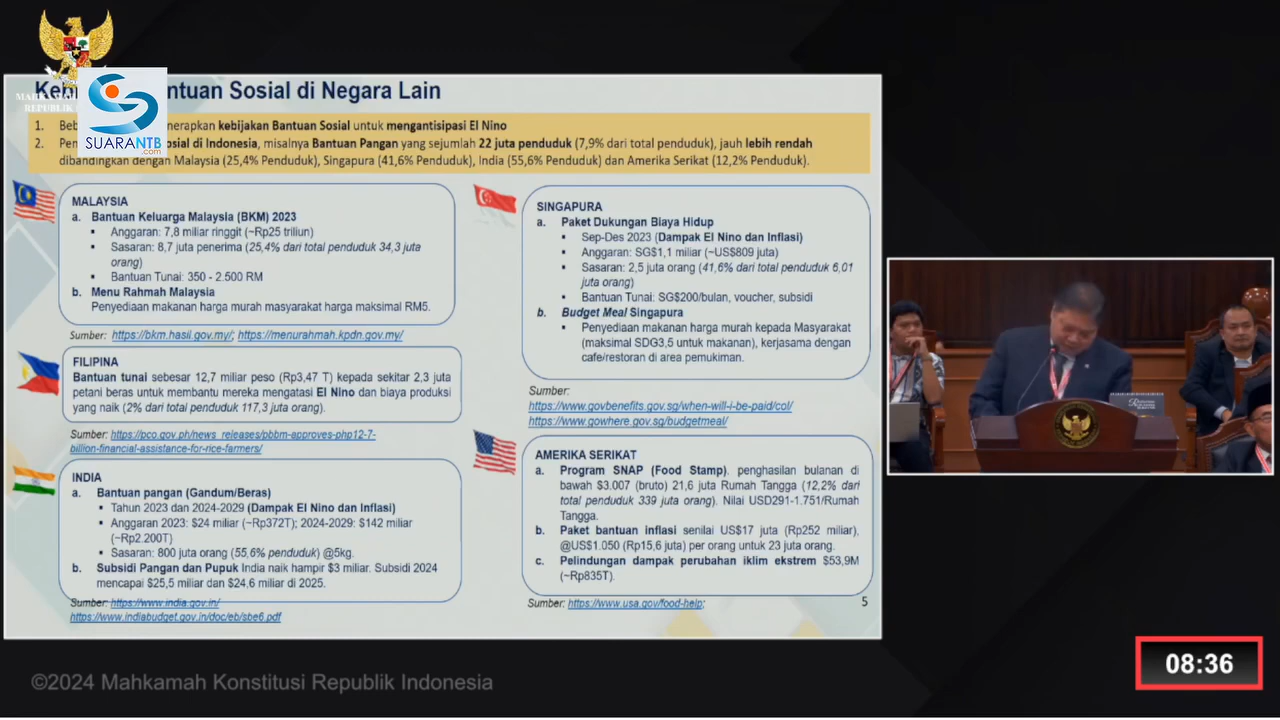 MAHKAMAH
REPUBLIK
SUARANTB
.com
ntuan Sosial di Negara Lain
1. Beb nerapkan kebijakan Bantuan Sosial untuk mengantisipasi El Nino
2. Pen osial di Indonesia, misalnya Bantuan Pangan yang sejumlah 22 juta penduduk (7,9% dari total penduduk), jauh lebih rendah
dibandingkan dengan Malaysia (25,4% Penduduk), Singapura (41,6% Penduduk), India (55,6% Penduduk) dan Amerika Serikat (12,2% Penduduk).
MALAYSIA
a. Bantuan Keluarga Malaysia (BKM) 2023
▪ Anggaran: 7,8 miliar ringgit (~Rp25 triliun)
▪ Sasaran: 8,7 juta penerima (25,4% dari total penduduk 34,3 juta
orang)
▪ Bantuan Tunai: 350 - 2.500 RM
b. Menu Rahmah Malaysia
Penyediaan makanan harga murah masyarakat harga maksimal RM5.
Sumber: https://bkm.hasil.gov.my/; https://menurahmah.kpdn.gov.my/
FILIPINA
Bantuan tunai sebesar 12,7 miliar peso (Rp3,47 T) kepada sekitar 2,3 juta
petani beras untuk membantu mereka mengatasi El Nino dan biaya produksi
yang naik (2% dari total penduduk 117,3 juta orang).
Sumber: https://pco.gov.ph/news_releases/pbbm-approves-php12-7-
billion-financial-assistance-for-rice-farmers/
INDIA
a. Bantuan pangan (Gandum/Beras)
▪ Tahun 2023 dan 2024-2029 (Dampak El Nino dan Inflasi)
▪ Anggaran 2023: $24 miliar (~Rp372T); 2024-2029: $142 miliar
(~Rp2.200T)
▪ Sasaran: 800 juta orang (55,6% penduduk) @5kg.
b. Subsidi Pangan dan Pupuk India naik hampir $3 miliar. Subsidi 2024
mencapai $25,5 miliar dan $24,6 miliar di 2025.
Sumber: https://www.india.gov.in/
https://www.indiabudget.gov.in/doc/eb/sbe6.pdf
SINGAPURA
a. Paket Dukungan Biaya Hidup
▪ Sep-Des 2023 (Dampak El Nino dan Inflasi)
▪ Anggaran: SG$1,1 miliar (~US$809 juta)
▪ Sasaran: 2,5 juta orang (41,6% dari total penduduk 6,01
juta orang)
▪ Bantuan Tunai: SG$200/bulan, voucher, subsidi
b. Budget Meal Singapura
▪ Penyediaan makanan harga murah kepada Masyarakat
(maksimal SDG3,5 untuk makanan), kerjasama dengan
cafe/restoran di area pemukiman.
Sumber:
https://www.govbenefits.gov.sg/when-will-i-be-paid/col/
https://www.gowhere.gov.sg/budgetmeal/
AMERIKA SERIKAT
a. Program SNAP (Food Stamp), penghasilan bulanan di
bawah $3.007 (bruto) 21,6 juta Rumah Tangga (12,2% dari
total penduduk 339 juta orang). Nilai USD291-1.751/Rumah
Tangga.
b. Paket bantuan inflasi senilai US$17 juta (Rp252 miliar),
@US$1.050 (Rp15,6 juta) per orang untuk 23 juta orang.
c. Pelindungan dampak perubahan iklim ekstrem $53,9M
(~Rp835T).
Sumber: https://www.usa.gov/food-help;
5
08:36
©2024 Mahkamah Konstitusi Republik Indonesia